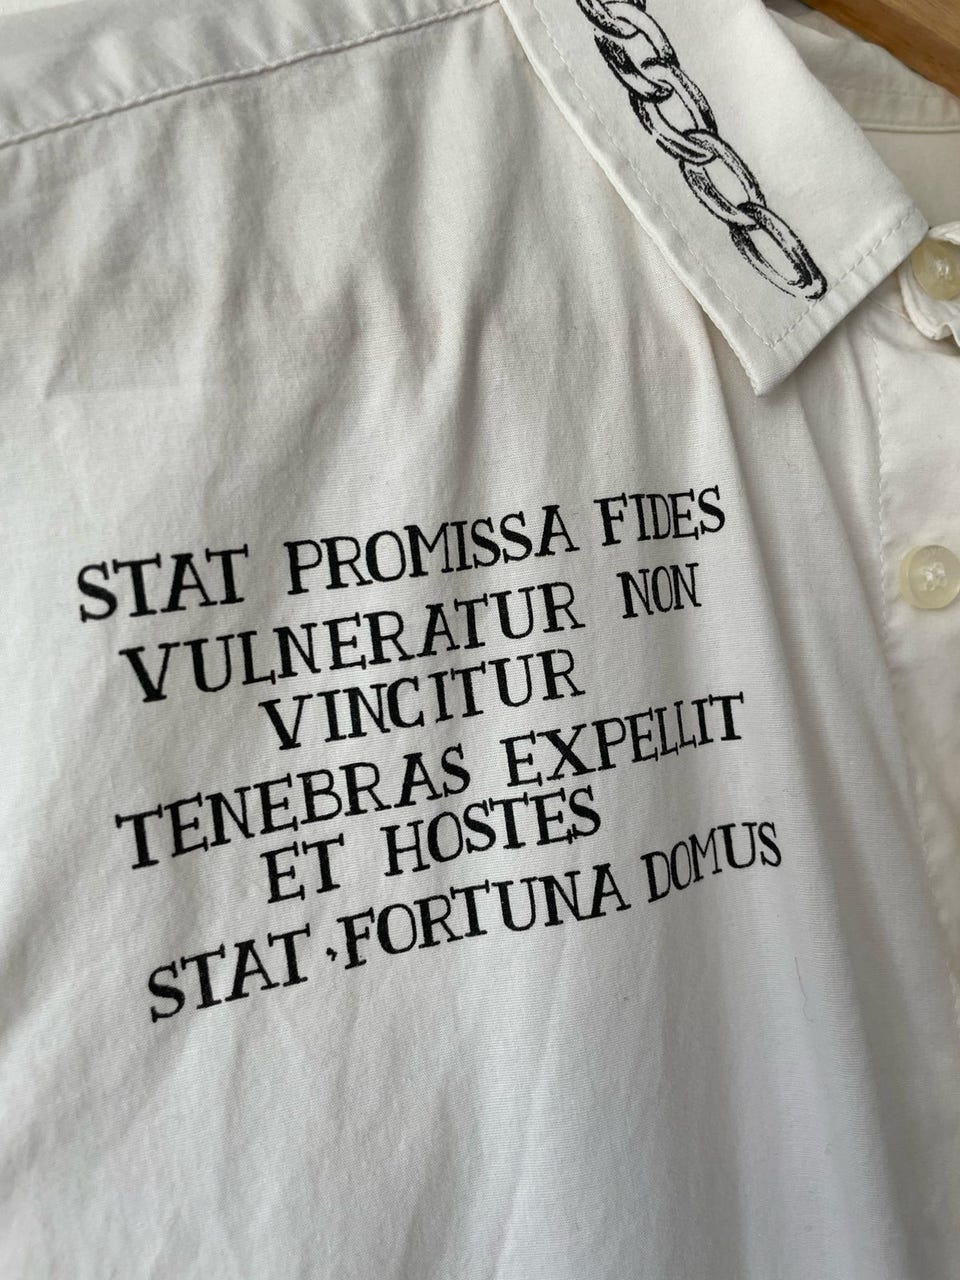 STAT PROMISSA FIDES
VULNERATUR NON
VINCITUR
TENEBRAS EXPELLIT
ET HOSTES
STAT FORTUNA DOMUS